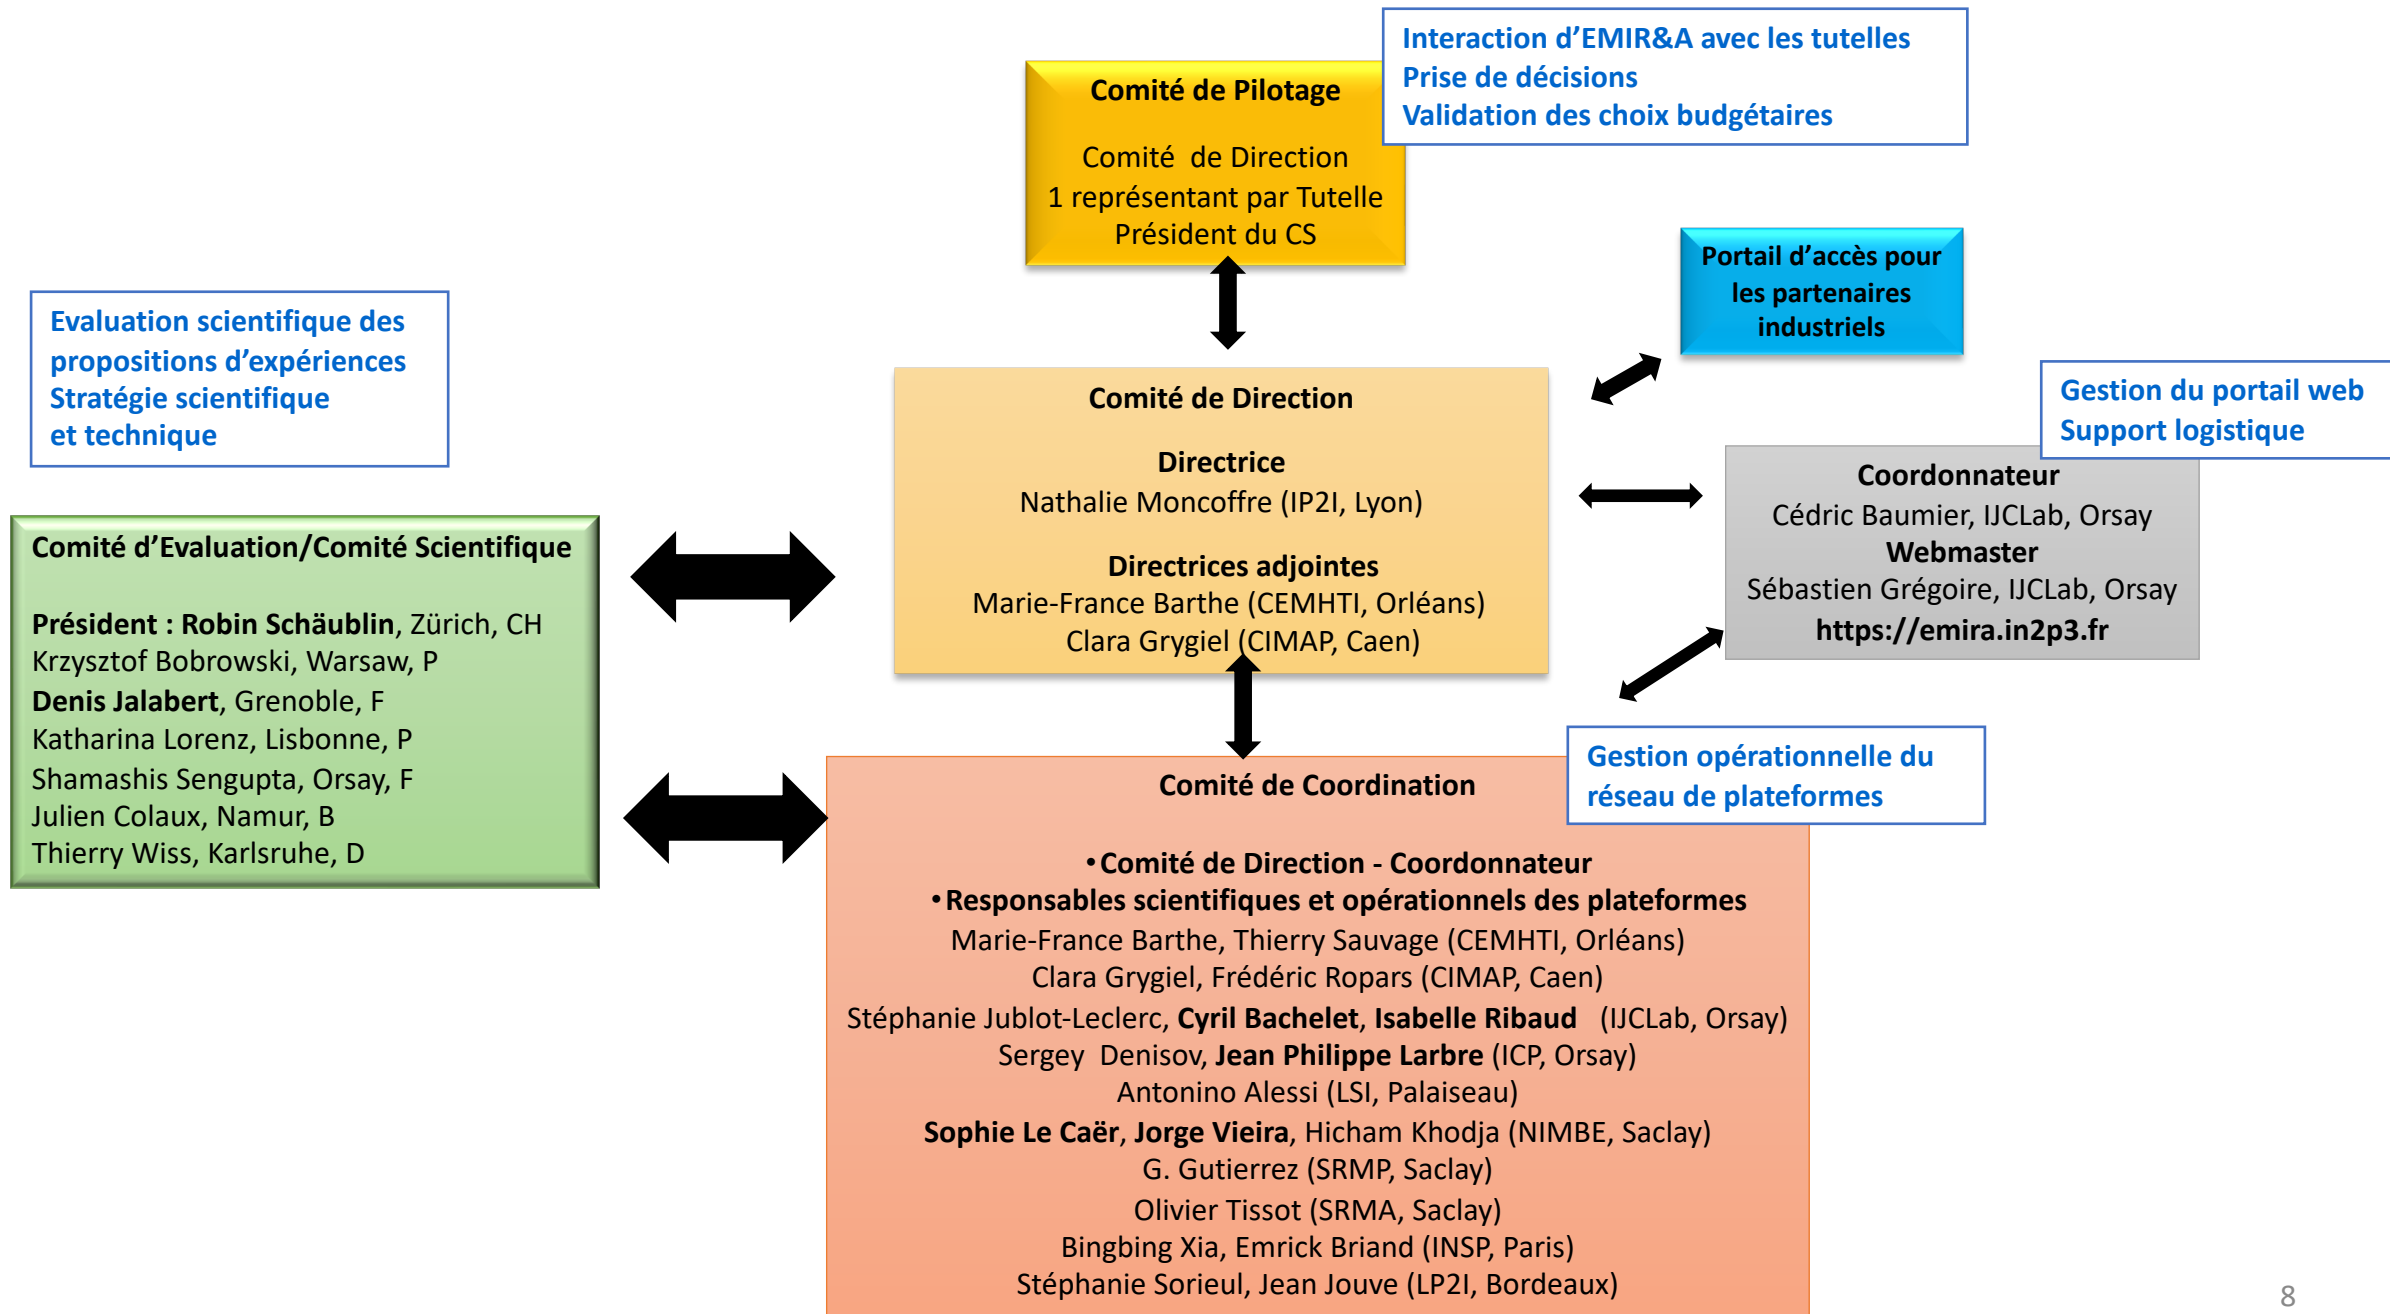 Interaction d’EMIR&A avec les tutelles
Prise de décisions
Validation des choix budgétaires
Comité de Pilotage
Comité  de Direction
1 représentant par Tutelle
Président du CS
Portail d’accès pour
les partenaires
industriels
Evaluation scientifique des
propositions d’expériences
Stratégie scientifique
et technique
Gestion du portail web
Support logistique
Comité de Direction
Directrice
Nathalie Moncoffre (IP2I, Lyon)
Directrices adjointes
Marie-France Barthe (CEMHTI, Orléans)
Clara Grygiel (CIMAP, Caen)
Coordonnateur
Cédric Baumier, IJCLab, Orsay
Webmaster
Sébastien Grégoire, IJCLab, Orsay
https://emira.in2p3.fr
Comité d’Evaluation/Comité Scientifique
Président : Robin Schäublin, Zürich, CH
Krzysztof Bobrowski, Warsaw, P
Denis Jalabert, Grenoble, F
Katharina Lorenz, Lisbonne, P
Shamashis Sengupta, Orsay, F
Julien Colaux, Namur, B
Thierry Wiss, Karlsruhe, D
Gestion opérationnelle du
réseau de plateformes
Comité de Coordination
•Comité de Direction - Coordonnateur
•Responsables scientifiques et opérationnels des plateformes
Marie-France Barthe, Thierry Sauvage (CEMHTI, Orléans)
Clara Grygiel, Frédéric Ropars (CIMAP, Caen)
Stéphanie Jublot-Leclerc, Cyril Bachelet, Isabelle Ribaud   (IJCLab, Orsay)
Sergey  Denisov, Jean Philippe Larbre (ICP, Orsay)
Antonino Alessi (LSI, Palaiseau)
Sophie Le Caër, Jorge Vieira, Hicham Khodja (NIMBE, Saclay)
G. Gutierrez (SRMP, Saclay)
Olivier Tissot (SRMA, Saclay)
Bingbing Xia, Emrick Briand (INSP, Paris)
Stéphanie Sorieul, Jean Jouve (LP2I, Bordeaux)
8